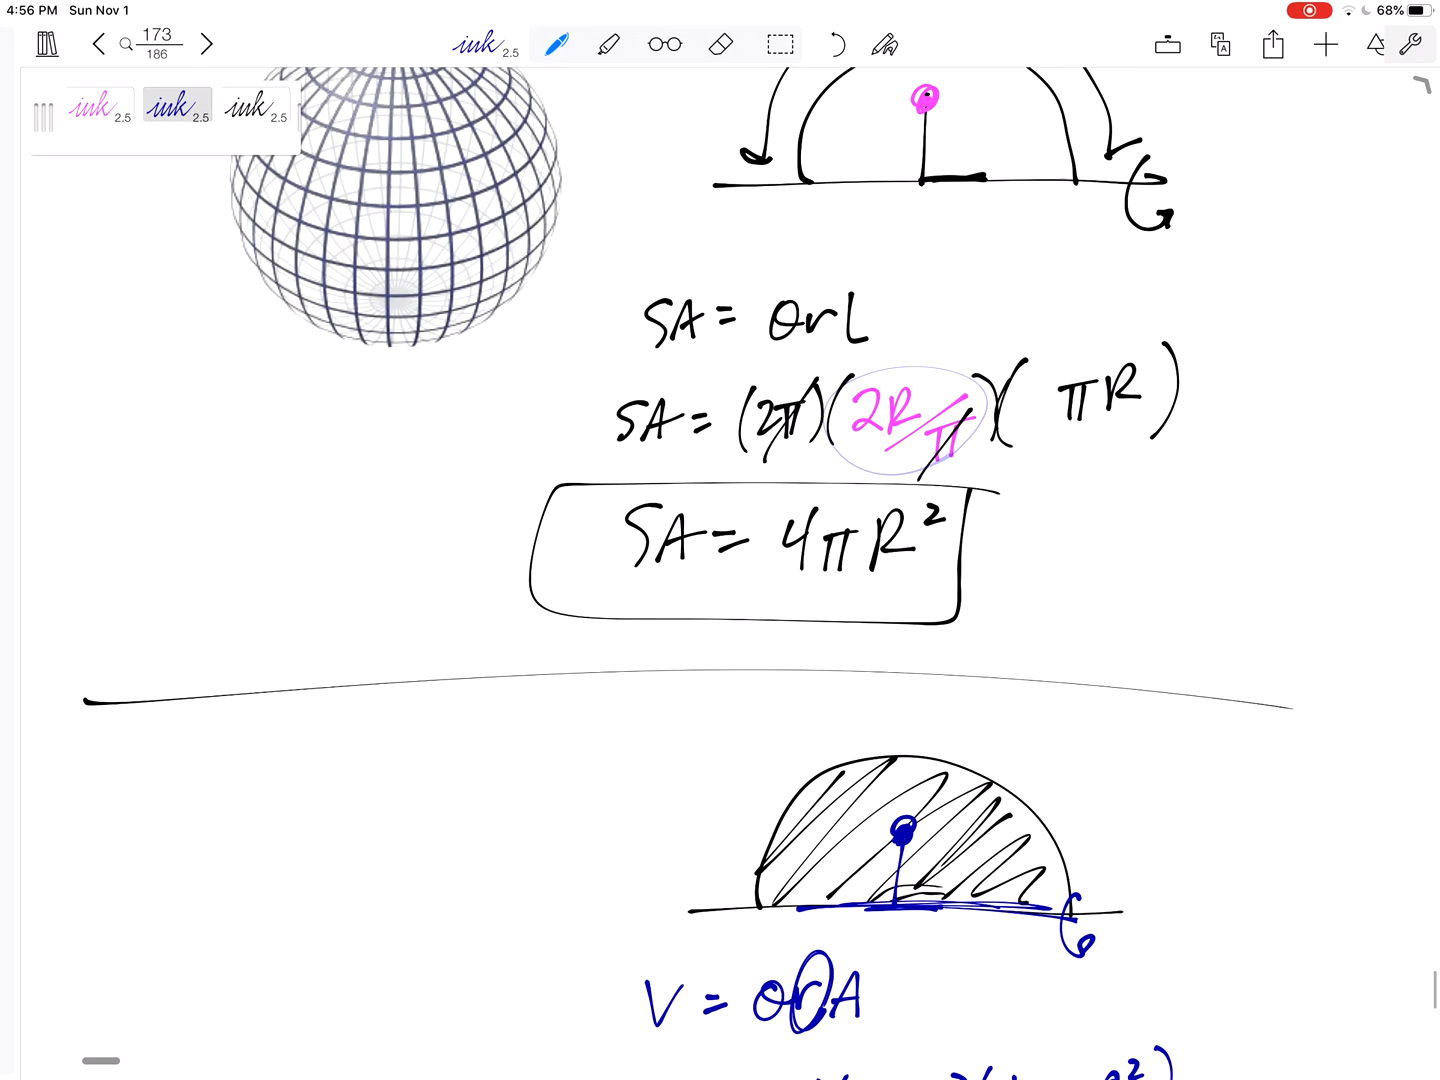 4:56 PM Sun Nov 1
68%
173
186
ink 2.5
ink 2.5
ink 2.5
ink 2.5
SA = θrL
SA = (2π)(2R/π)(πR)
SA = 4πR²
V = θrA